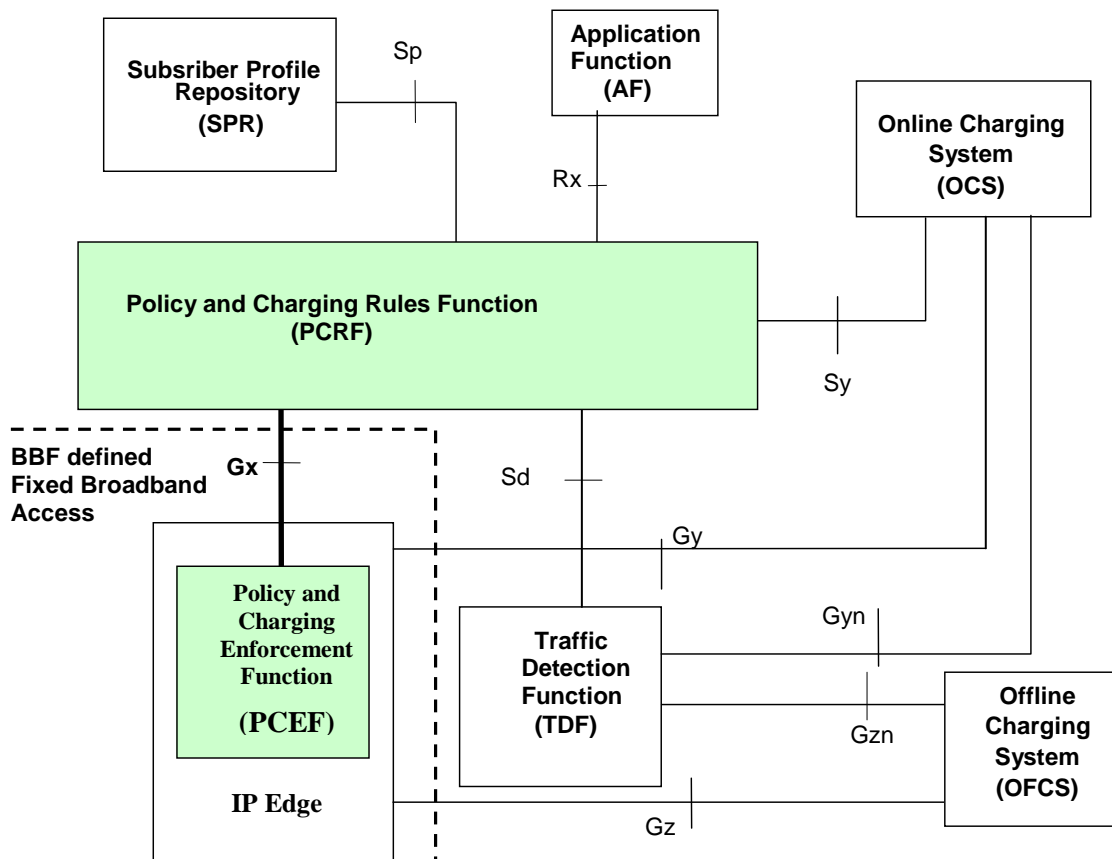 Subsriber Profile
Repository
(SPR)
Sp
Application
Function
(AF)
Rx
Online Charging
System
(OCS)
Policy and Charging Rules Function
(PCRF)
Sy
BBF defined
Fixed Broadband
Access
Gx
Sd
Gy
Policy and
Charging
Enforcement
Function
(PCEF)
IP Edge
Traffic
Detection
Function
(TDF)
Gyn
Gzn
Offline
Charging
System
(OFCS)
Gz